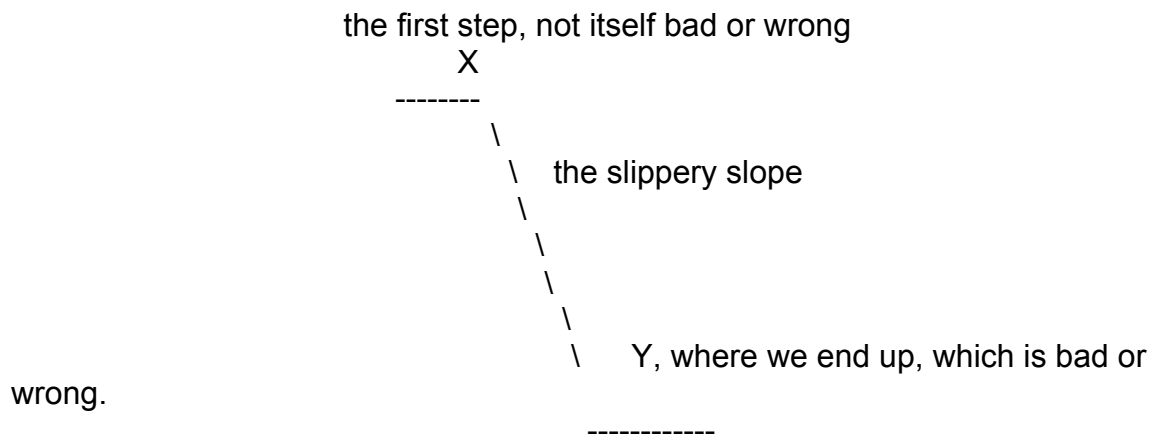 the first step, not itself bad or wrong
X
--------
\
\ the slippery slope
\
\
\
\
\ Y, where we end up, which is bad or
wrong.
------------